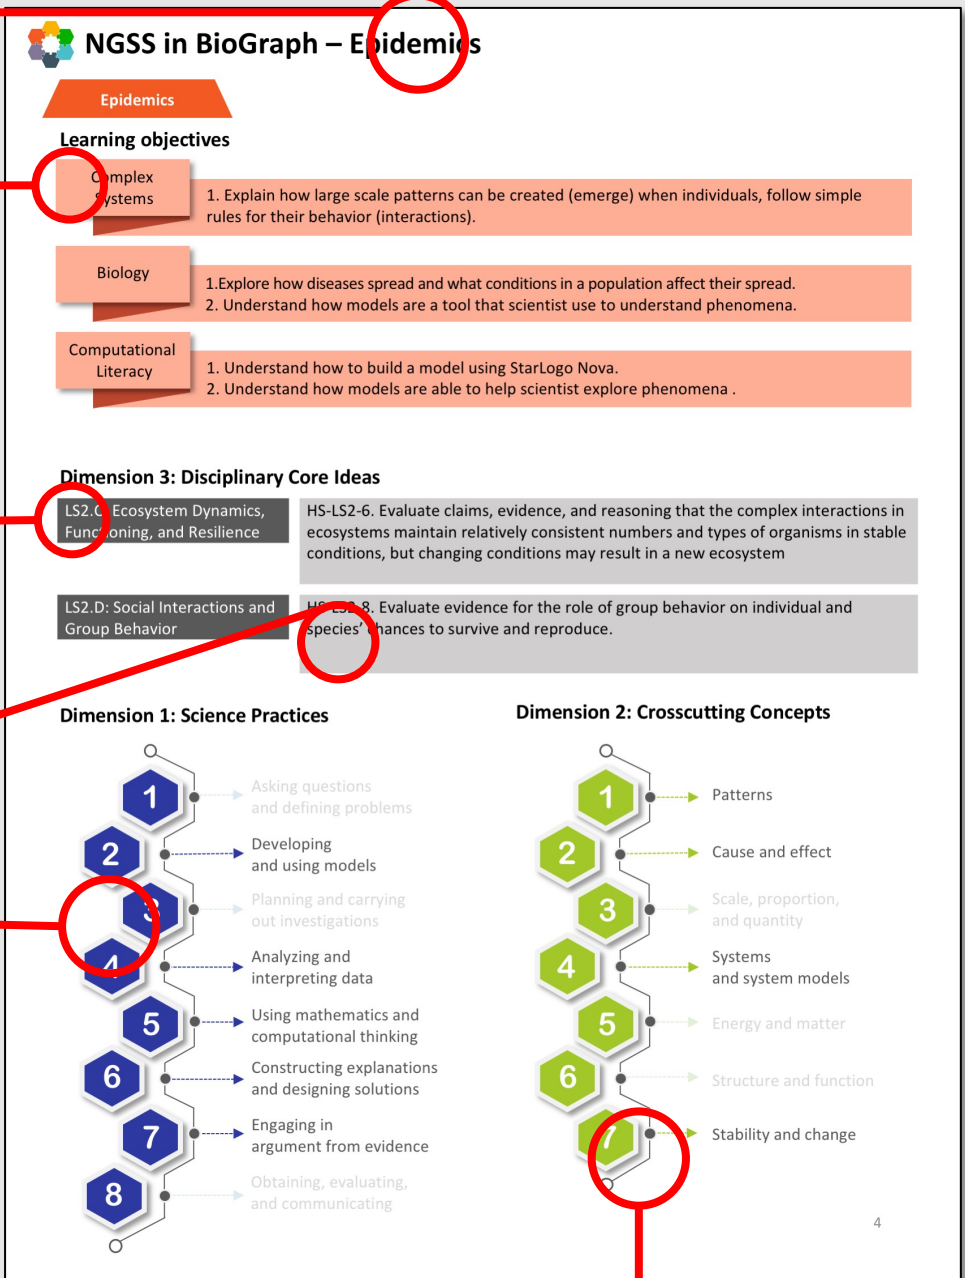 NGSS in BioGraph – Epidemics
Epidemics
Learning objectives
Complex
Systems
1. Explain how large scale patterns can be created (emerge) when individuals, follow simple
rules for their behavior (interactions).
Biology
1.Explore how diseases spread and what conditions in a population affect their spread.
2. Understand how models are a tool that scientist use to understand phenomena.
Computational
Literacy
1. Understand how to build a model using StarLogo Nova.
2. Understand how models are able to help scientist explore phenomena .
Dimension 3: Disciplinary Core Ideas
LS2.C: Ecosystem Dynamics,
Functioning, and Resilience
HS-LS2-6. Evaluate claims, evidence, and reasoning that the complex interactions in
ecosystems maintain relatively consistent numbers and types of organisms in stable
conditions, but changing conditions may result in a new ecosystem
LS2.D: Social Interactions and
Group Behavior
HS-LS2-8. Evaluate evidence for the role of group behavior on individual and
species’ chances to survive and reproduce.
Dimension 1: Science Practices
1 Asking questions
and defining problems
2 Developing
and using models
3 Planning and carrying
out investigations
4 Analyzing and
interpreting data
5 Using mathematics and
computational thinking
6 Constructing explanations
and designing solutions
7 Engaging in
argument from evidence
8 Obtaining, evaluating,
and communicating
Dimension 2: Crosscutting Concepts
1 Patterns
2 Cause and effect
3 Scale, proportion,
and quantity
4 Systems
and system models
5 Energy and matter
6 Structure and function
7 Stability and change
4